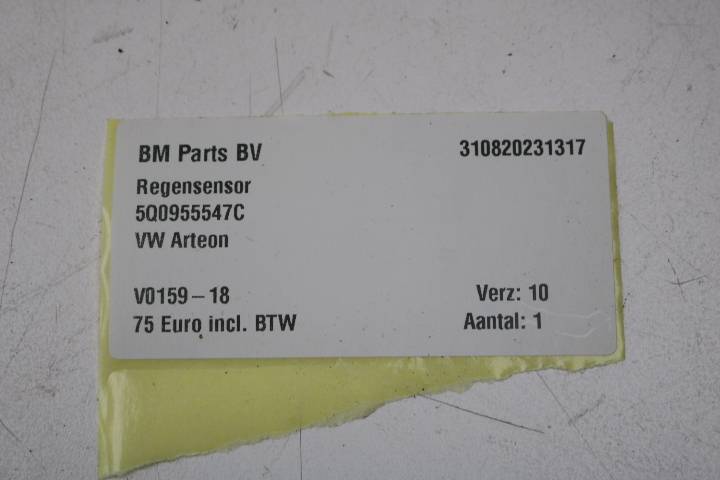 BM Parts BV 310820231317
Regensensor
5Q0955547C
VW Arteon
V0159-18 Verz: 10
75 Euro incl. BTW Aantal: 1